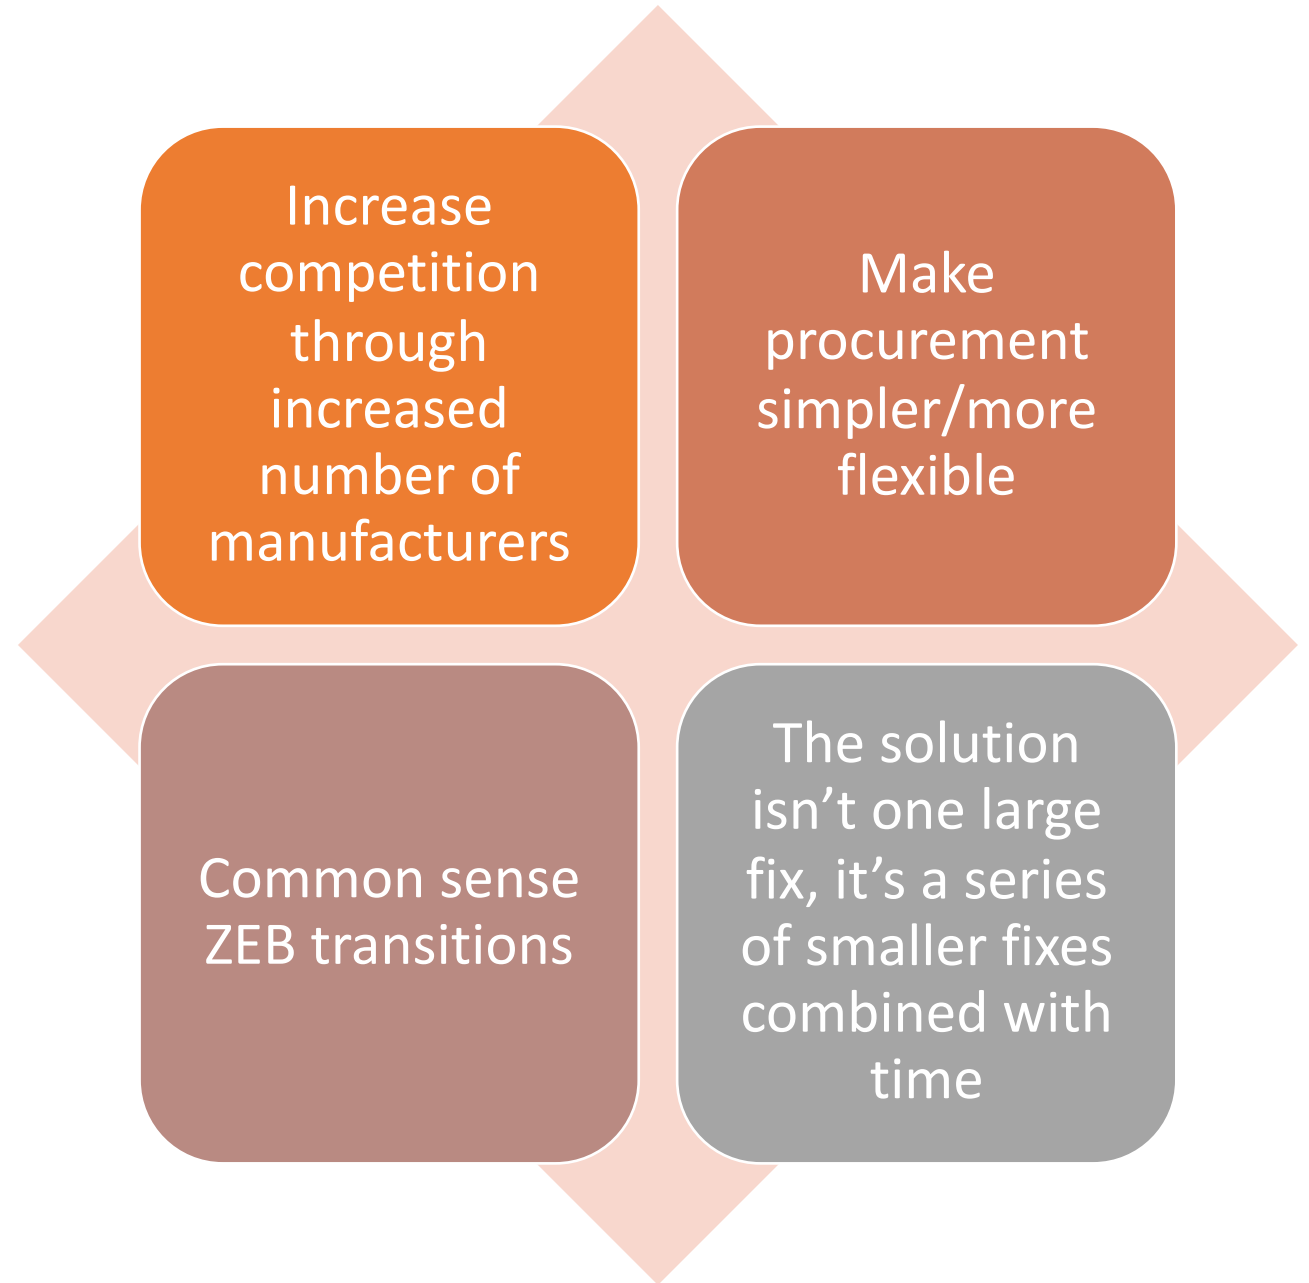 Increase
competition
through
increased
number of
manufacturers
Make
procurement
simpler/more
flexible
Common sense
ZEB transitions
The solution
isn’t one large
fix, it’s a series
of smaller fixes
combined with
time